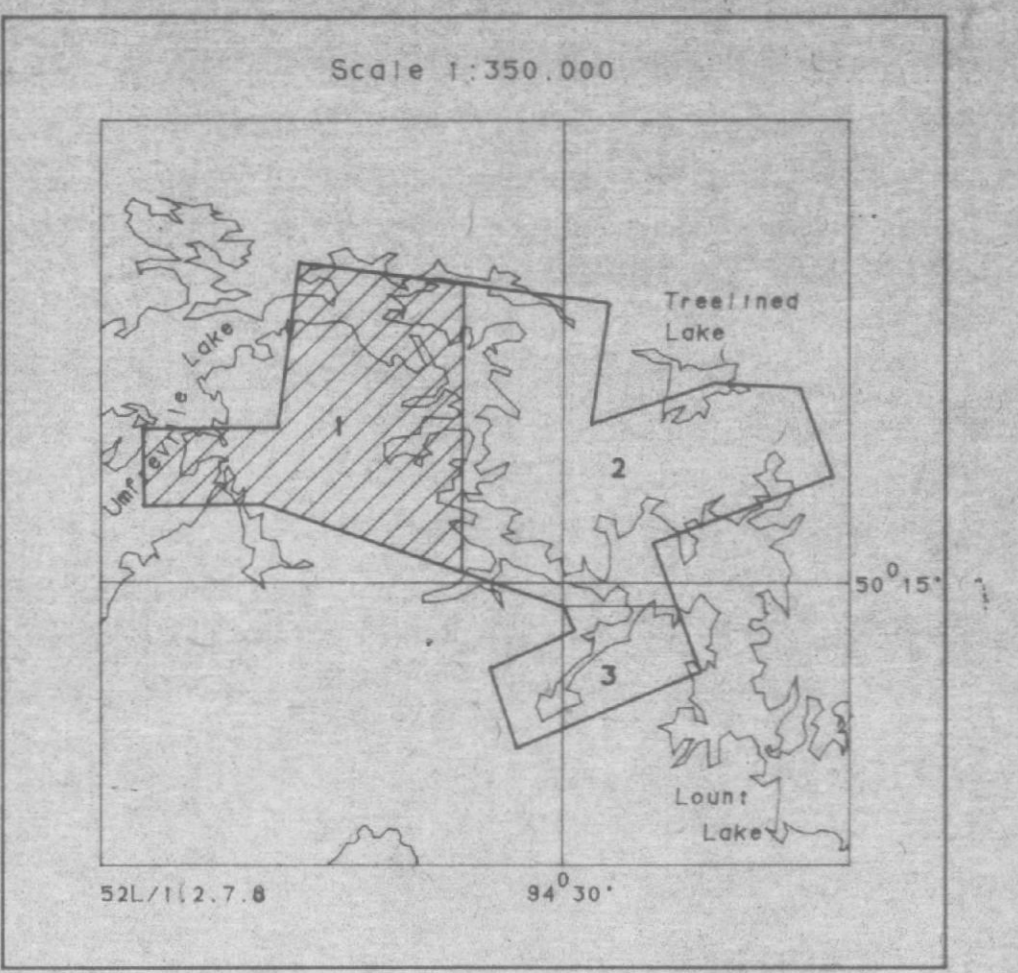 Scale 1:350,000
Treelined
Lake
Umfreville Lake
1
2
50° 15'
3
Lount
Lake
52L/1,2,7,8
94° 30'